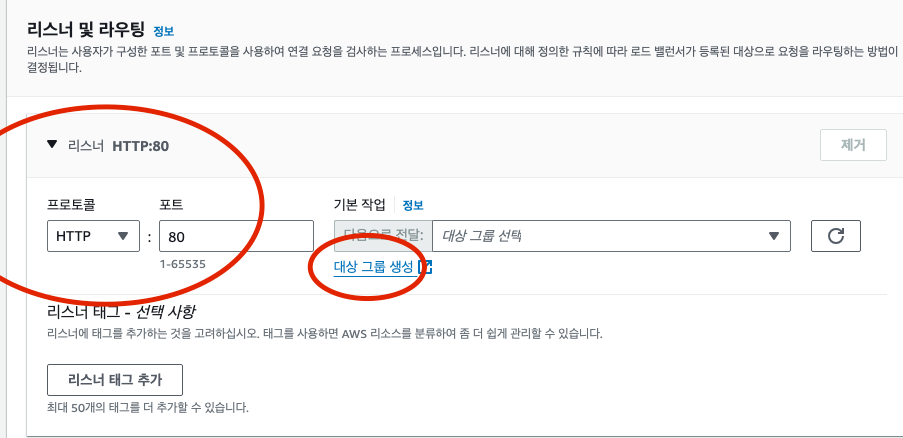 리스너 및 라우팅 정보
리스너는 사용자가 구성한 포트 및 프로토콜을 사용하여 연결 요청을 검사하는 프로세스입니다. 리스너에 대해 정의한 규칙에 따라 로드 밸런서가 등록된 대상으로 요청을 라우팅하는 방법이
결정됩니다.
▼ 리스너 HTTP:80 제거
프로토콜 포트 기본 작업 정보
HTTP : 80 다음으로 전달: 대상 그룹 선택
1-65535 대상 그룹 생성
리스너 태그 - 선택 사항
리스너에 태그를 추가하는 것을 고려하십시오. 태그를 사용하면 AWS 리소스를 분류하여 좀 더 쉽게 관리할 수 있습니다.
리스너 태그 추가
최대 50개의 태그를 더 추가할 수 있습니다.